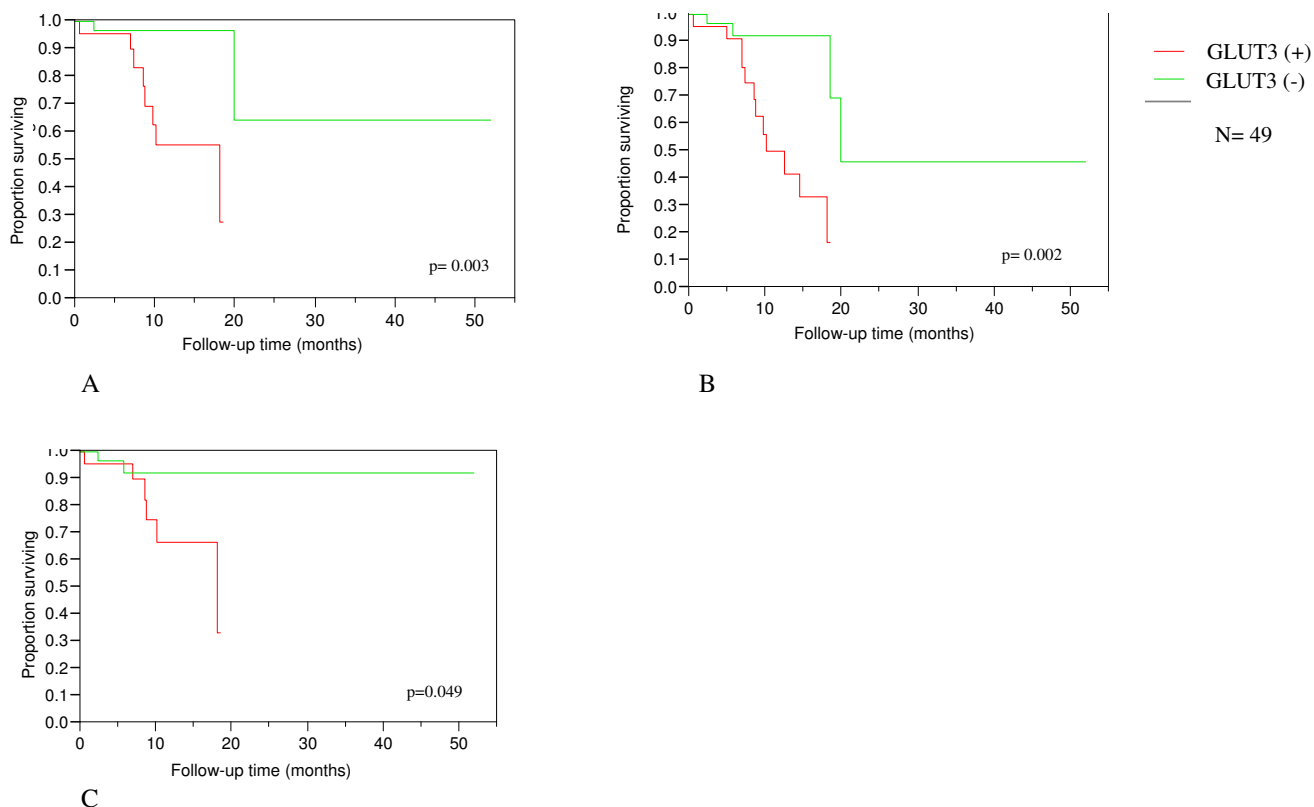 1.0
0.9
0.8
0.7
0.6
0.5
0.4
0.3
0.2
0.1
0.0
Proportion surviving
p= 0.003
0 10 20 30 40 50
Follow-up time (months)
A
1.0
0.9
0.8
0.7
0.6
0.5
0.4
0.3
0.2
0.1
0.0
Proportion surviving
p= 0.002
0 10 20 30 40 50
Follow-up time (months)
B
GLUT3 (+)
GLUT3 (-)
N= 49
1.0
0.9
0.8
0.7
0.6
0.5
0.4
0.3
0.2
0.1
0.0
Proportion surviving
p=0.049
0 10 20 30 40 50
Follow-up time (months)
C